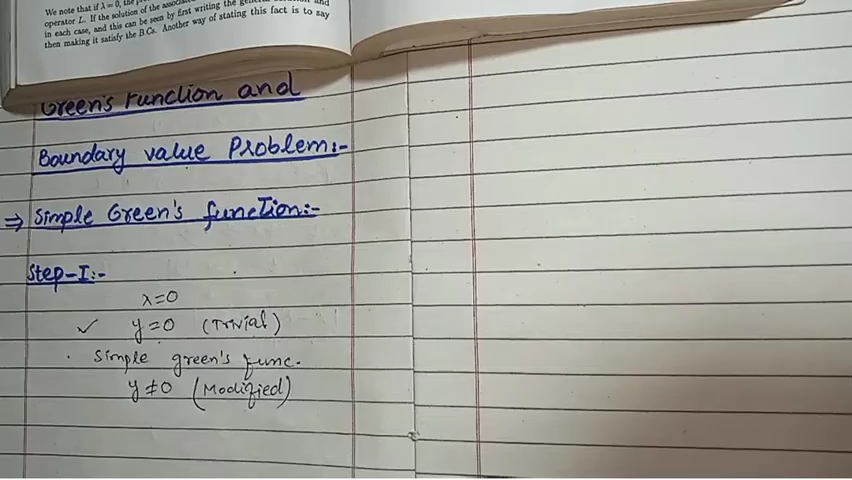 We note that if λ = 0, the
operator L. If the solution of the associated
in each case, and this can be seen by first writing the general solution and
then making it satisfy the B.Cs. Another way of stating this fact is to say
Green's Function and
Boundary value Problem:-
⇒ Simple Green's function:-
Step-I:-
λ=0
✓ y=0 (Trivial)
. Simple green's func.
y≠0 (Modified)